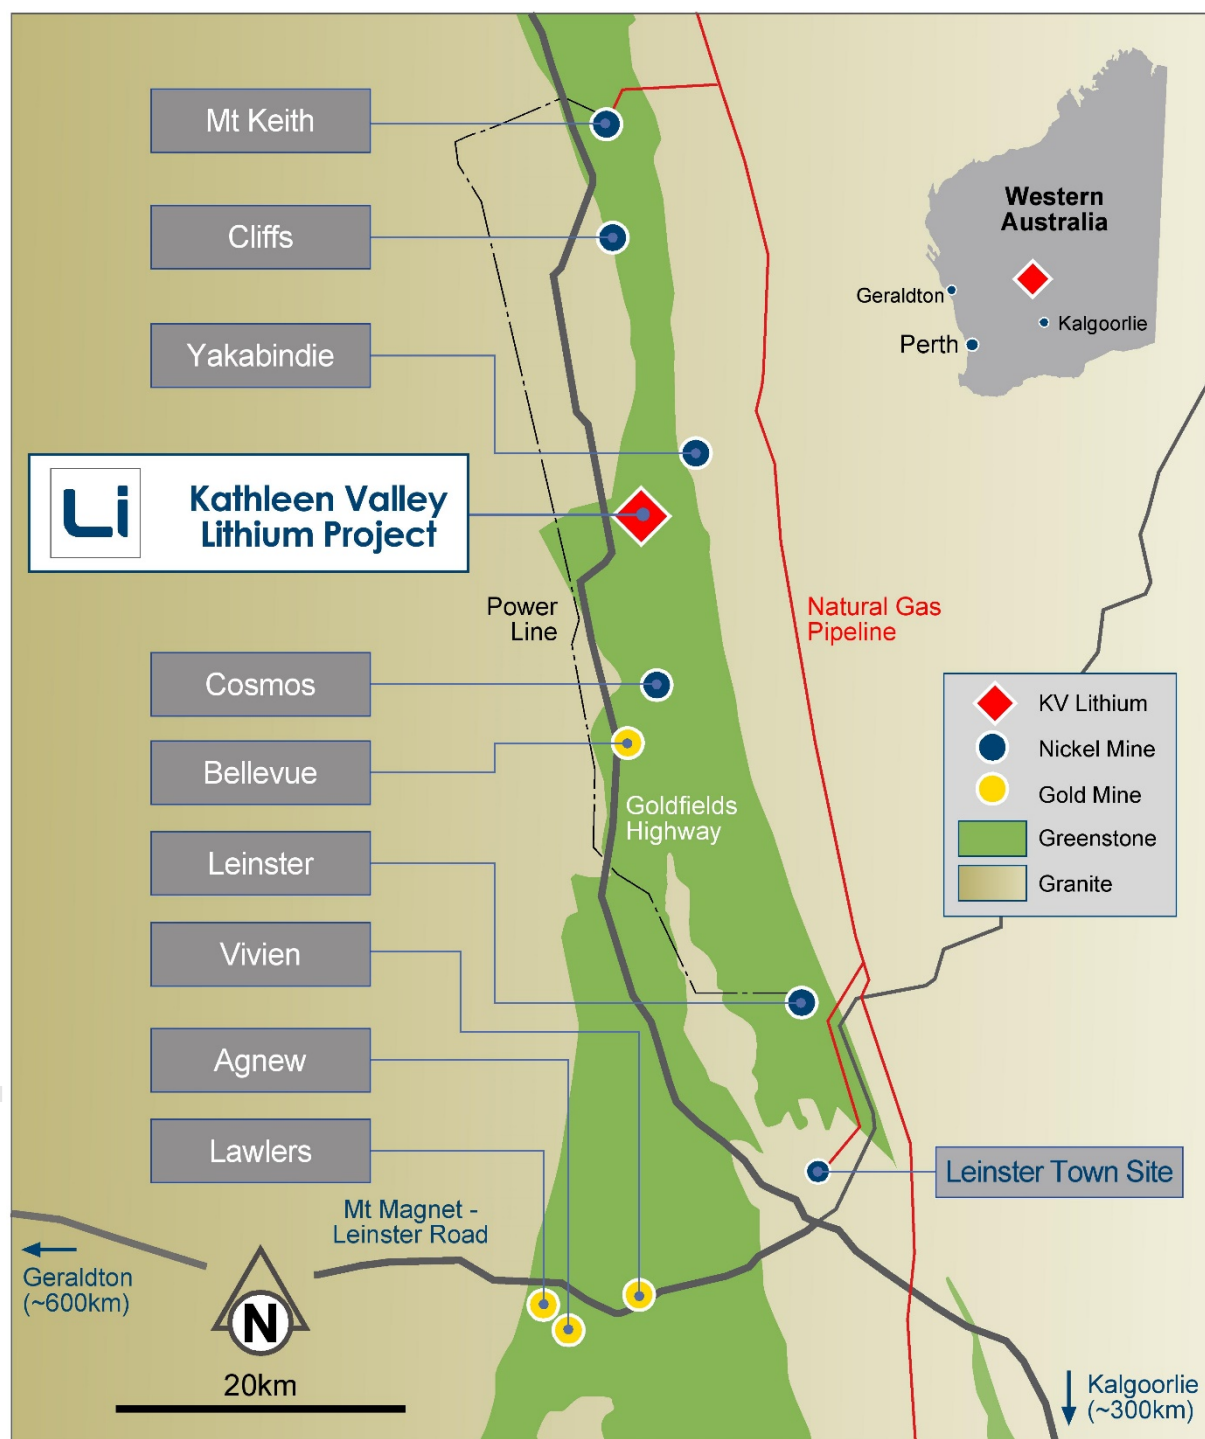 Mt Keith
Cliffs
Yakabindie
Li
Kathleen Valley
Lithium Project
Power
Line
Cosmos
Bellevue
Leinster
Vivien
Agnew
Lawlers
Mt Magnet -
Leinster Road
Geraldton
(~600km)
N
20km
Goldfields
Highway
Natural Gas
Pipeline
Western
Australia
Geraldton
Kalgoorlie
Perth
KV Lithium
Nickel Mine
Gold Mine
Greenstone
Granite
Leinster Town Site
Kalgoorlie
(~300km)